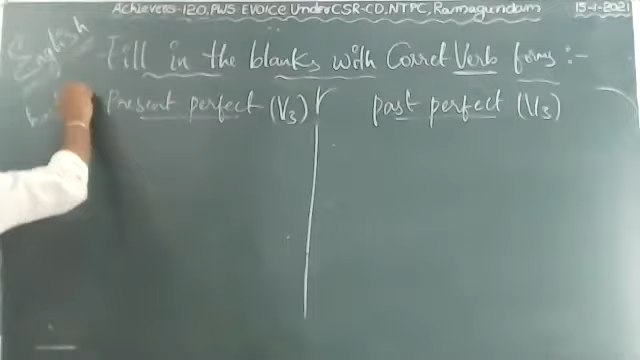 Achievers-120, PWS EVoice Under CSR-CD, NTPC, Ramagundam 15-1-2021
English
Fill in the blanks with Corret Verb forms :-
Present perfect (V3) past perfect (V3)